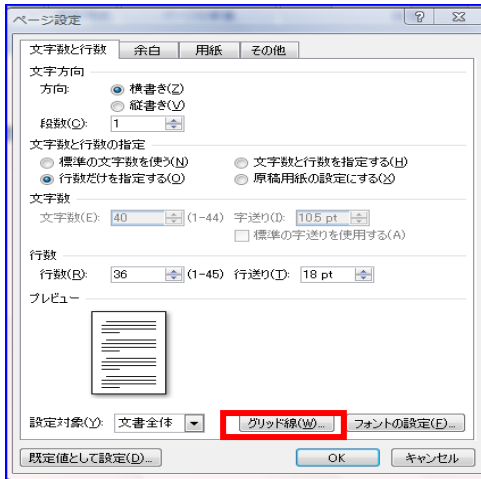 ページ設定
文字数と行数 余白 用紙 その他
文字方向
方向: 横書き(Z)
縦書き(V)
段数(C): 1
文字数と行数の指定
標準の文字数を使う(N) 文字数と行数を指定する(H)
行数だけを指定する(O) 原稿用紙の設定にする(X)
文字数
文字数(E): 40 (1-44) 字送り(I): 10.5 pt
標準の字送りを使用する(A)
行数
行数(R): 36 (1-45) 行送り(T): 18 pt
プレビュー
設定対象(Y): 文書全体 グリッド線(W)... フォントの設定(F)...
既定値として設定(D)... OK キャンセル